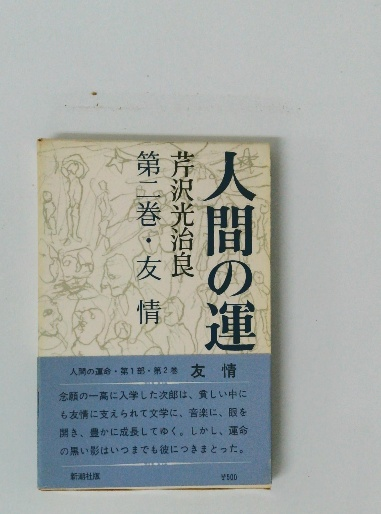 人間の運
芹沢光治良
第二巻・友情
人間の運命・第1部・第2巻 友情
念願の一高に入学した次郎は、貧しい中に
も友情に支えられて文学に、音楽に、眼を
開き、豊かに成長してゆく。しかし、運命
の黒い影はいつまでも彼につきまとった。
新潮社版 ¥500